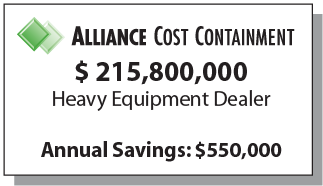 ALLIANCE COST CONTAINMENT
$ 215,800,000
Heavy Equipment Dealer
Annual Savings: $550,000